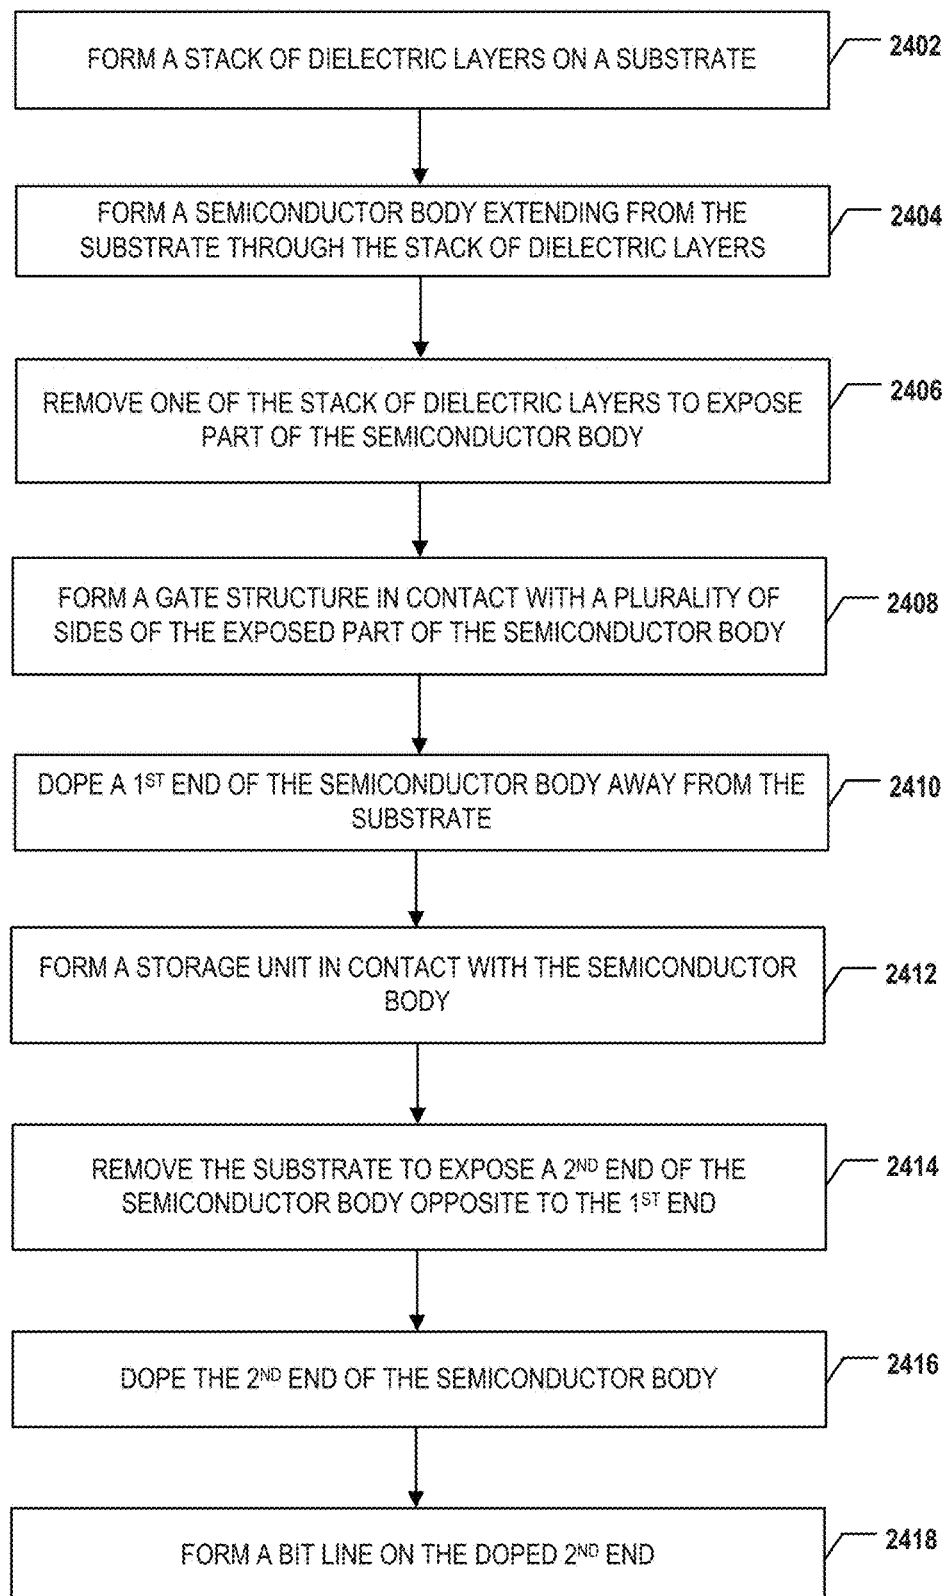 FORM A STACK OF DIELECTRIC LAYERS ON A SUBSTRATE
2402
FORM A SEMICONDUCTOR BODY EXTENDING FROM THE
SUBSTRATE THROUGH THE STACK OF DIELECTRIC LAYERS
2404
REMOVE ONE OF THE STACK OF DIELECTRIC LAYERS TO EXPOSE
PART OF THE SEMICONDUCTOR BODY
2406
FORM A GATE STRUCTURE IN CONTACT WITH A PLURALITY OF
SIDES OF THE EXPOSED PART OF THE SEMICONDUCTOR BODY
2408
DOPE A 1ST END OF THE SEMICONDUCTOR BODY AWAY FROM THE
SUBSTRATE
2410
FORM A STORAGE UNIT IN CONTACT WITH THE SEMICONDUCTOR
BODY
2412
REMOVE THE SUBSTRATE TO EXPOSE A 2ND END OF THE
SEMICONDUCTOR BODY OPPOSITE TO THE 1ST END
2414
DOPE THE 2ND END OF THE SEMICONDUCTOR BODY
2416
FORM A BIT LINE ON THE DOPED 2ND END
2418